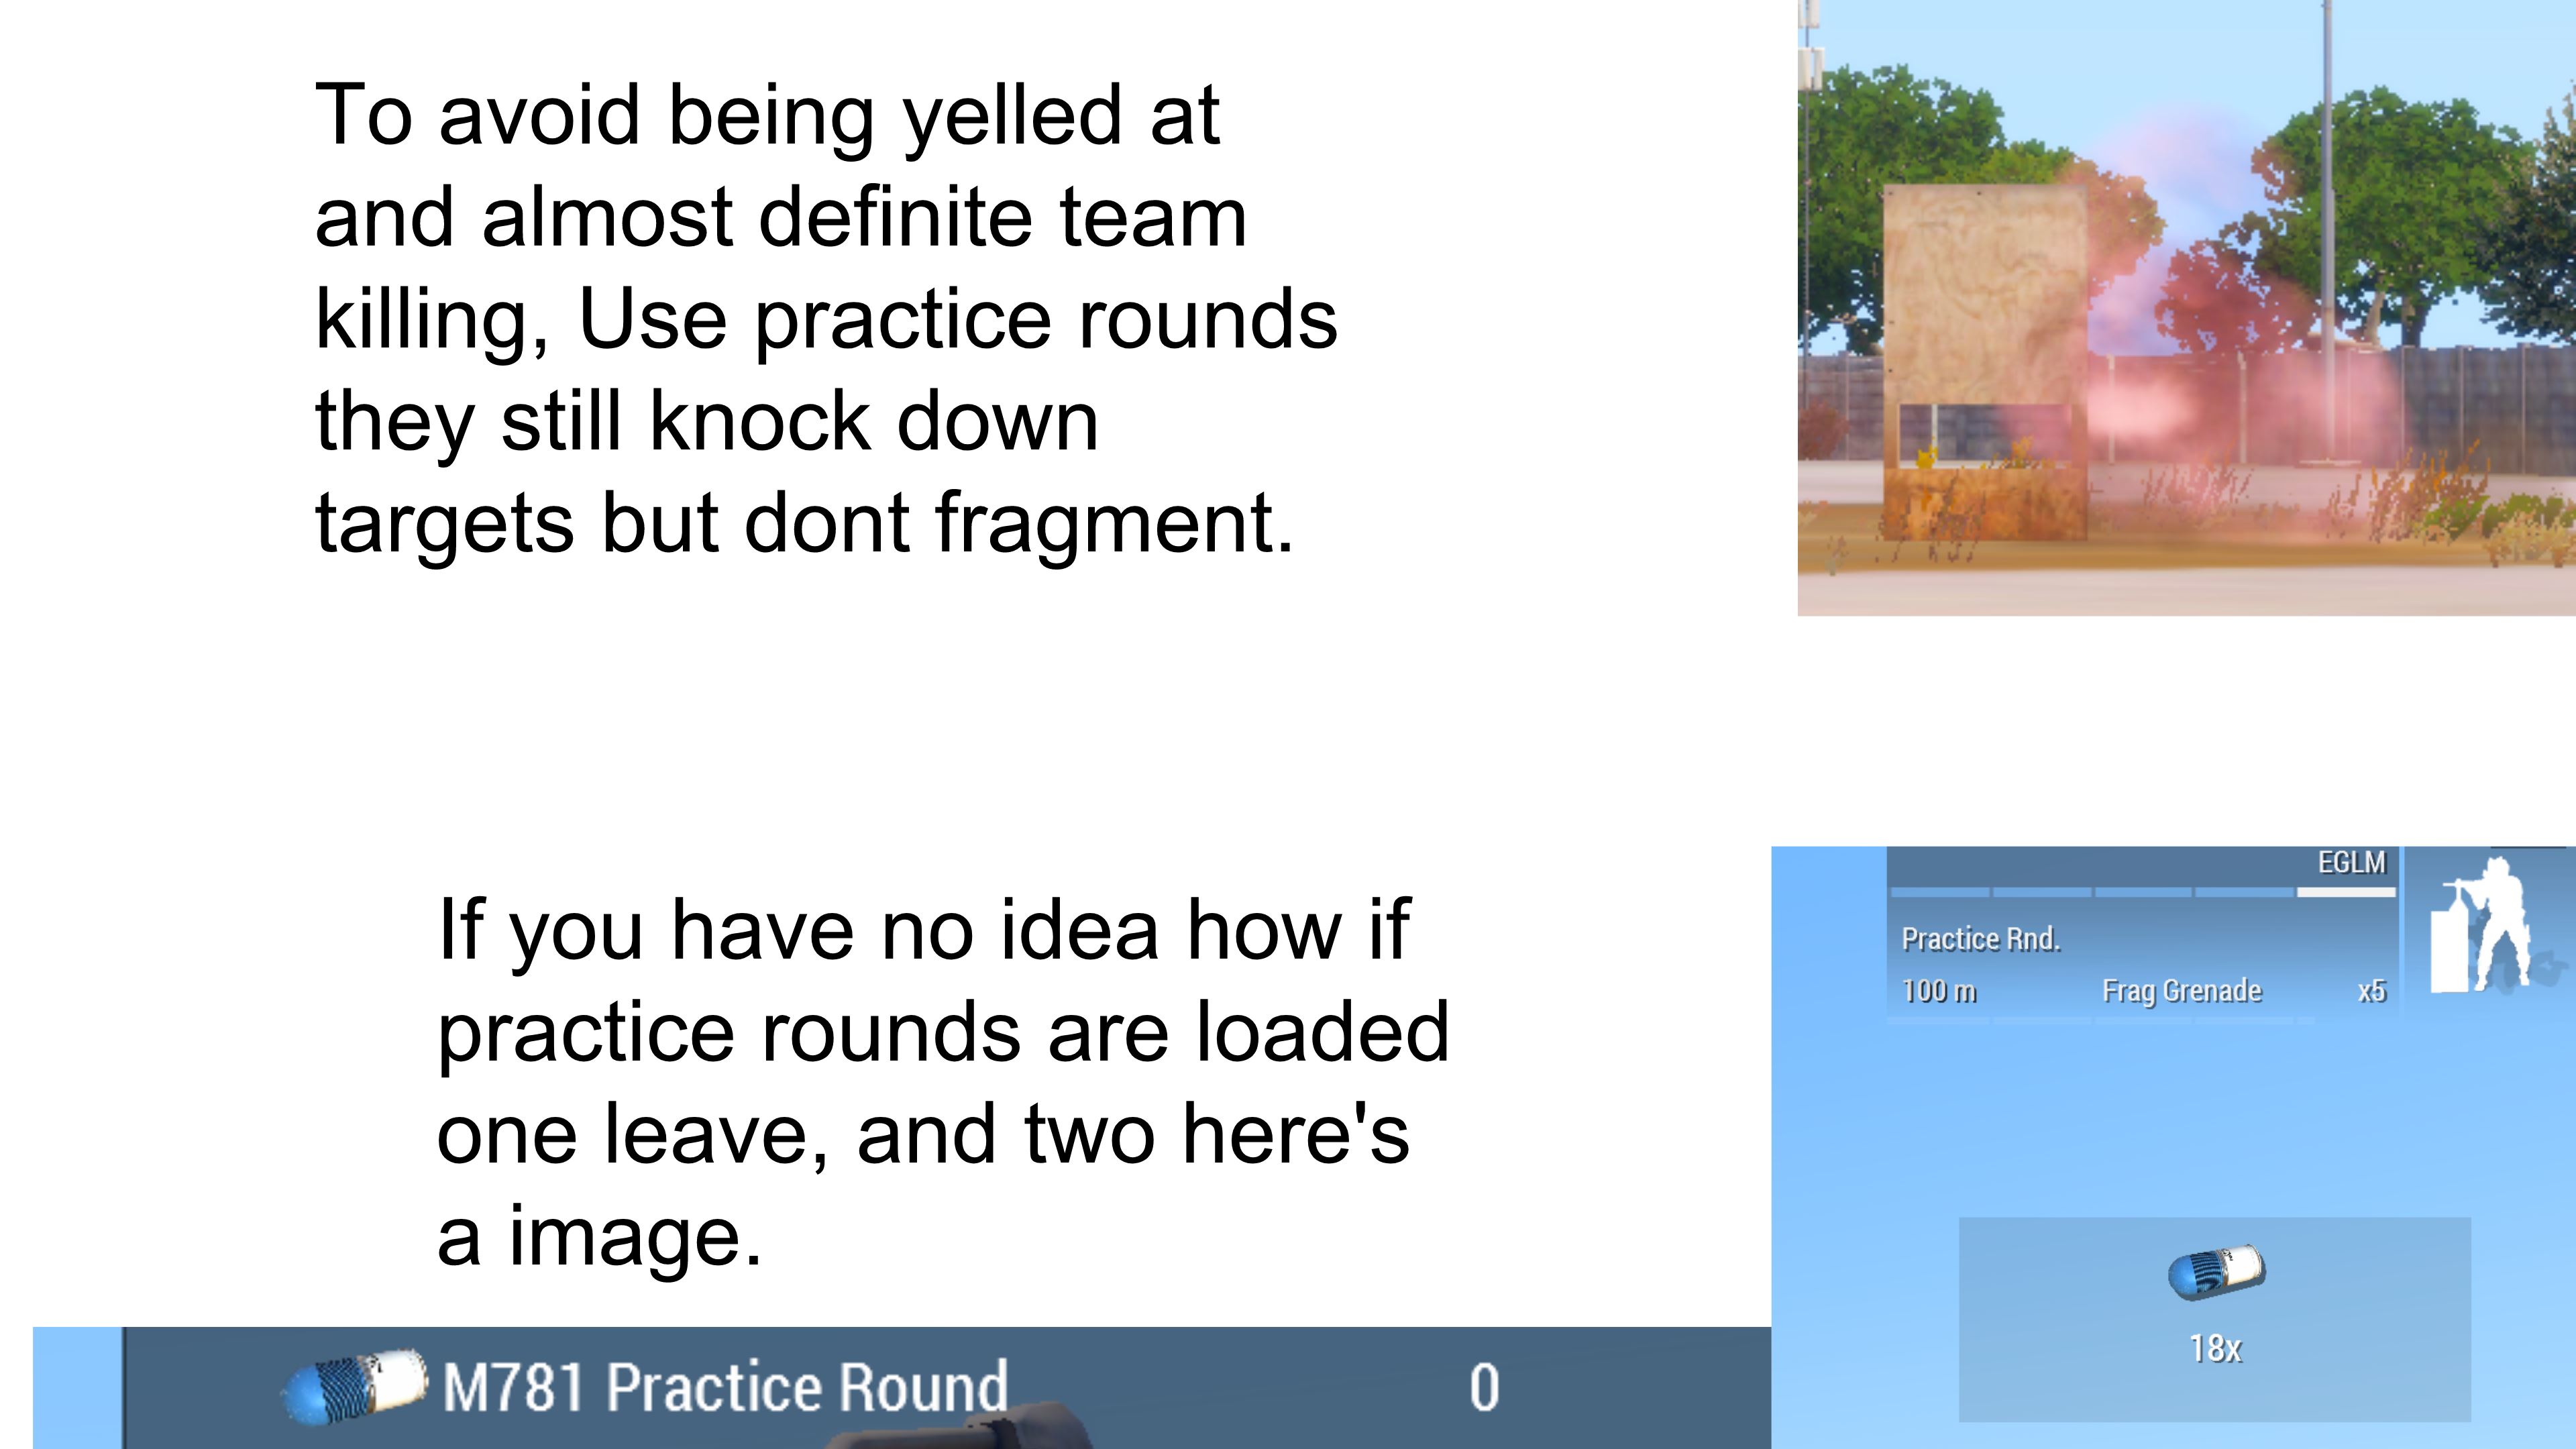 To avoid being yelled at
and almost definite team
killing, Use practice rounds
they still knock down
targets but dont fragment.
If you have no idea how if
practice rounds are loaded
one leave, and two here's
a image.
EGLM
Practice Rnd.
100 m Frag Grenade x5
18x
M781 Practice Round 0